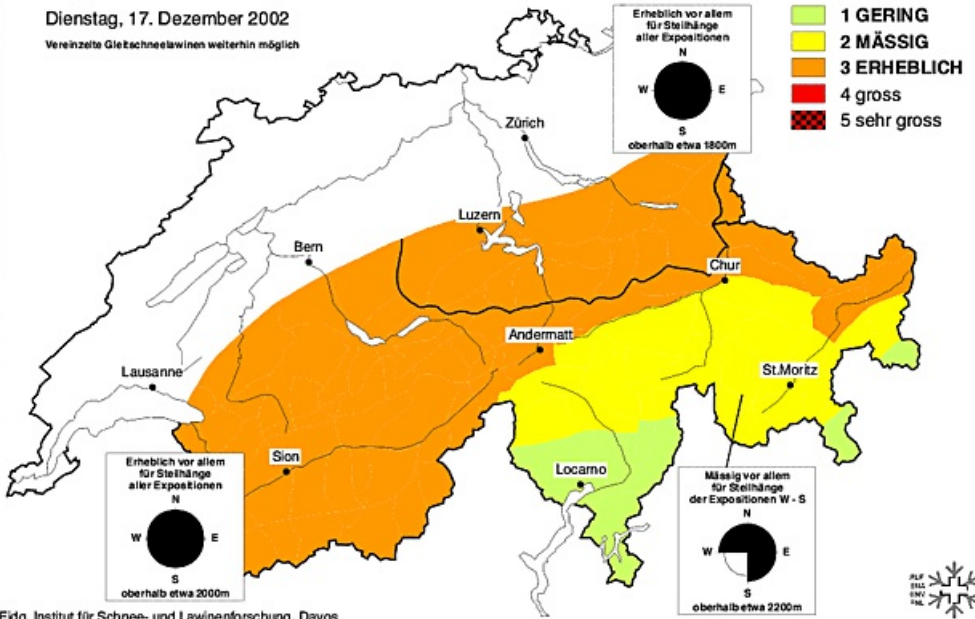 Dienstag, 17. Dezember 2002
Vereinzelte Gleitschneelawinen weiterhin möglich
Erheblich vor allem
für Steilhänge
aller Expositionen
N
W E
S
oberhalb etwa 1800m
1 GERING
2 MÄSSIG
3 ERHEBLICH
4 gross
5 sehr gross
Zürich
Luzern
Bern
Chur
Andermatt
Lausanne
St.Moritz
Sion
Locarno
Erheblich vor allem
für Steilhänge
aller Expositionen
N
W E
S
oberhalb etwa 2000m
Mässig vor allem
für Steilhänge
der Expositionen W - S
N
W E
S
oberhalb etwa 2200m
Eidg. Institut für Schnee- und Lawinenforschung, Davos